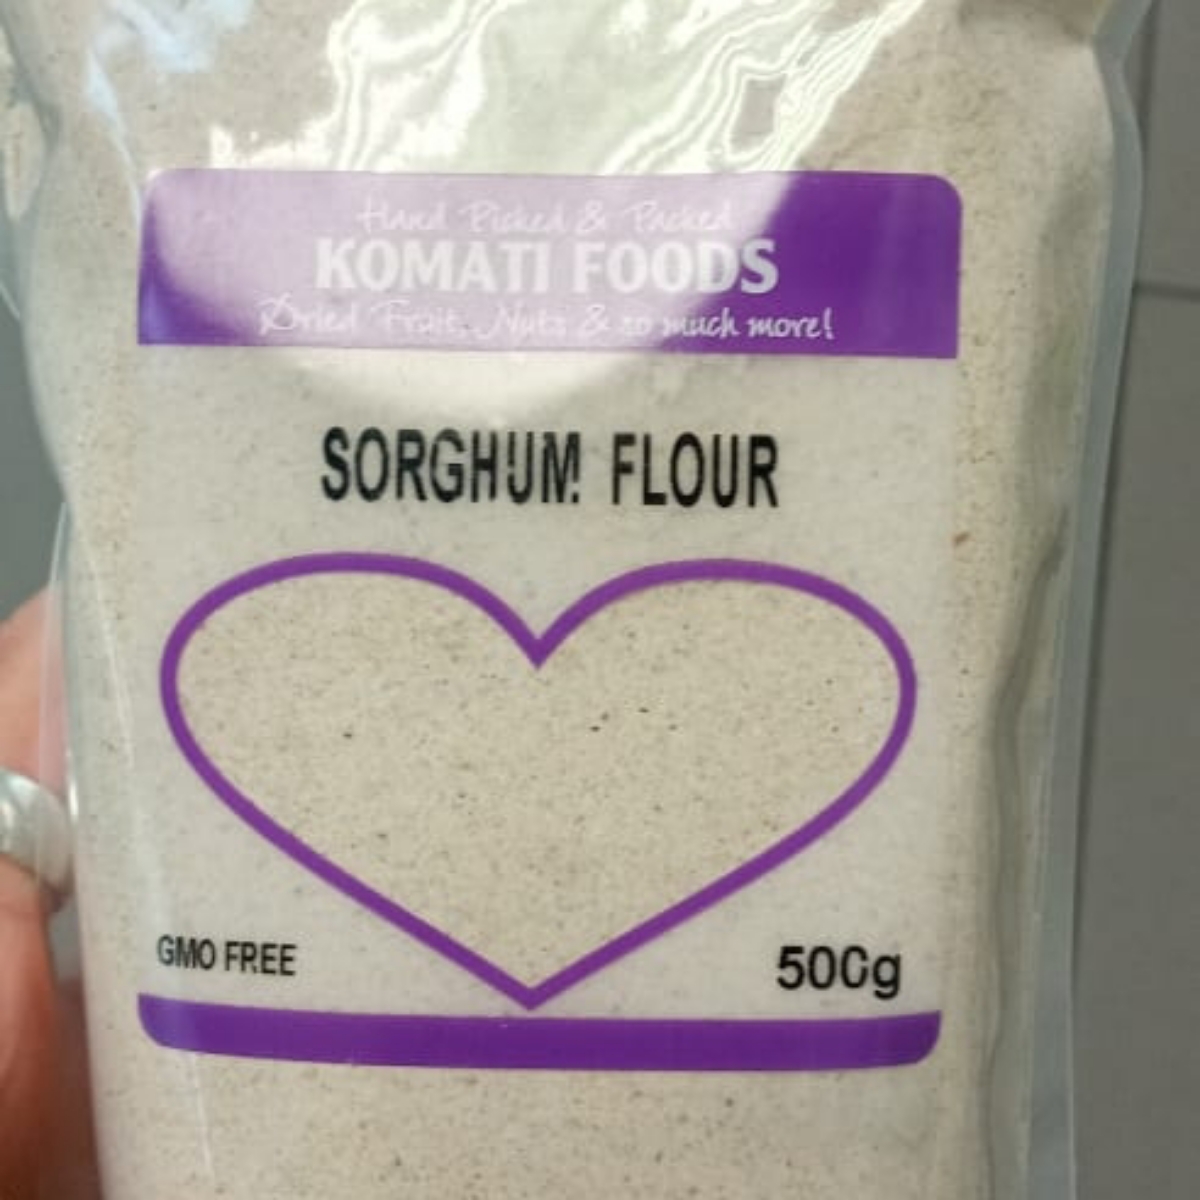 Hand Picked & Packed
KOMATI FOODS
Dried Fruit, Nuts & so much more!
SORGHUM FLOUR
GMO FREE
500g